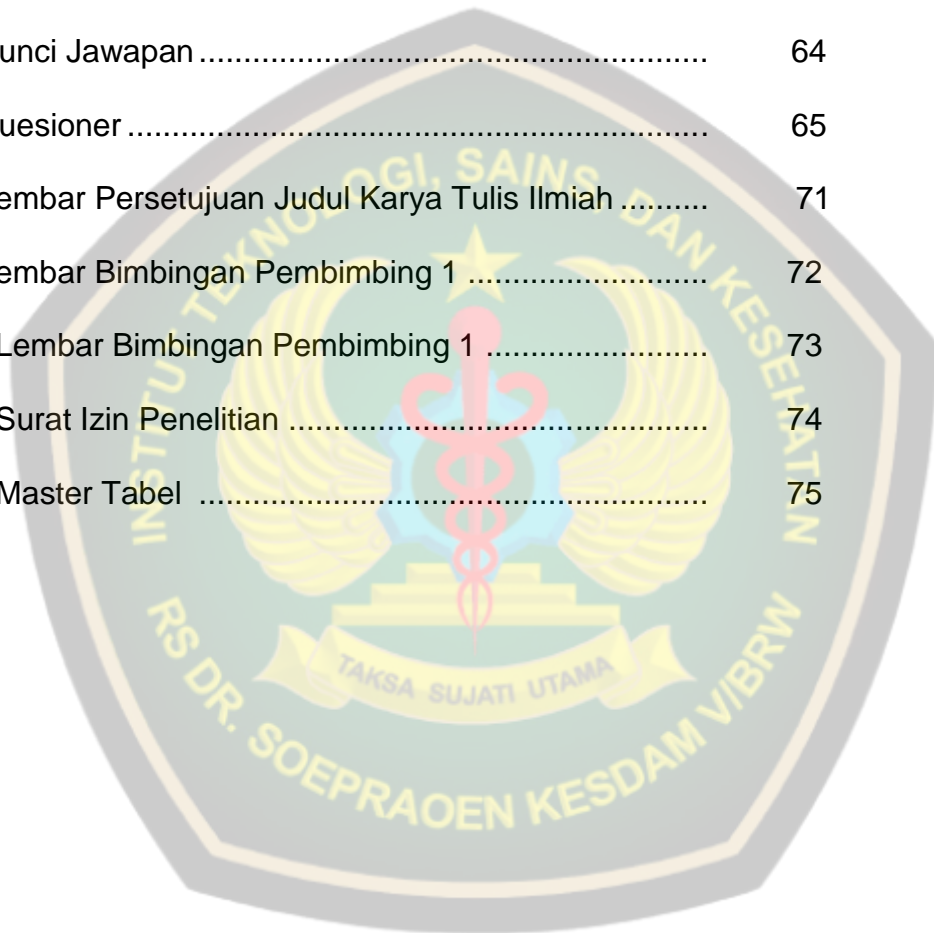 unci Jawapan ......................................................... 64
uesioner ................................................................. 65
embar Persetujuan Judul Karya Tulis Ilmiah .......... 71
embar Bimbingan Pembimbing 1 ........................... 72
Lembar Bimbingan Pembimbing 1 ......................... 73
Surat Izin Penelitian ............................................... 74
Master Tabel ......................................................... 75
INSTITUT TEKNOLOGI, SAINS, DAN KESEHATAN
TAKSA SUJATI UTAMA
RS DR. SOEPRAOEN KESDAM V/BRW